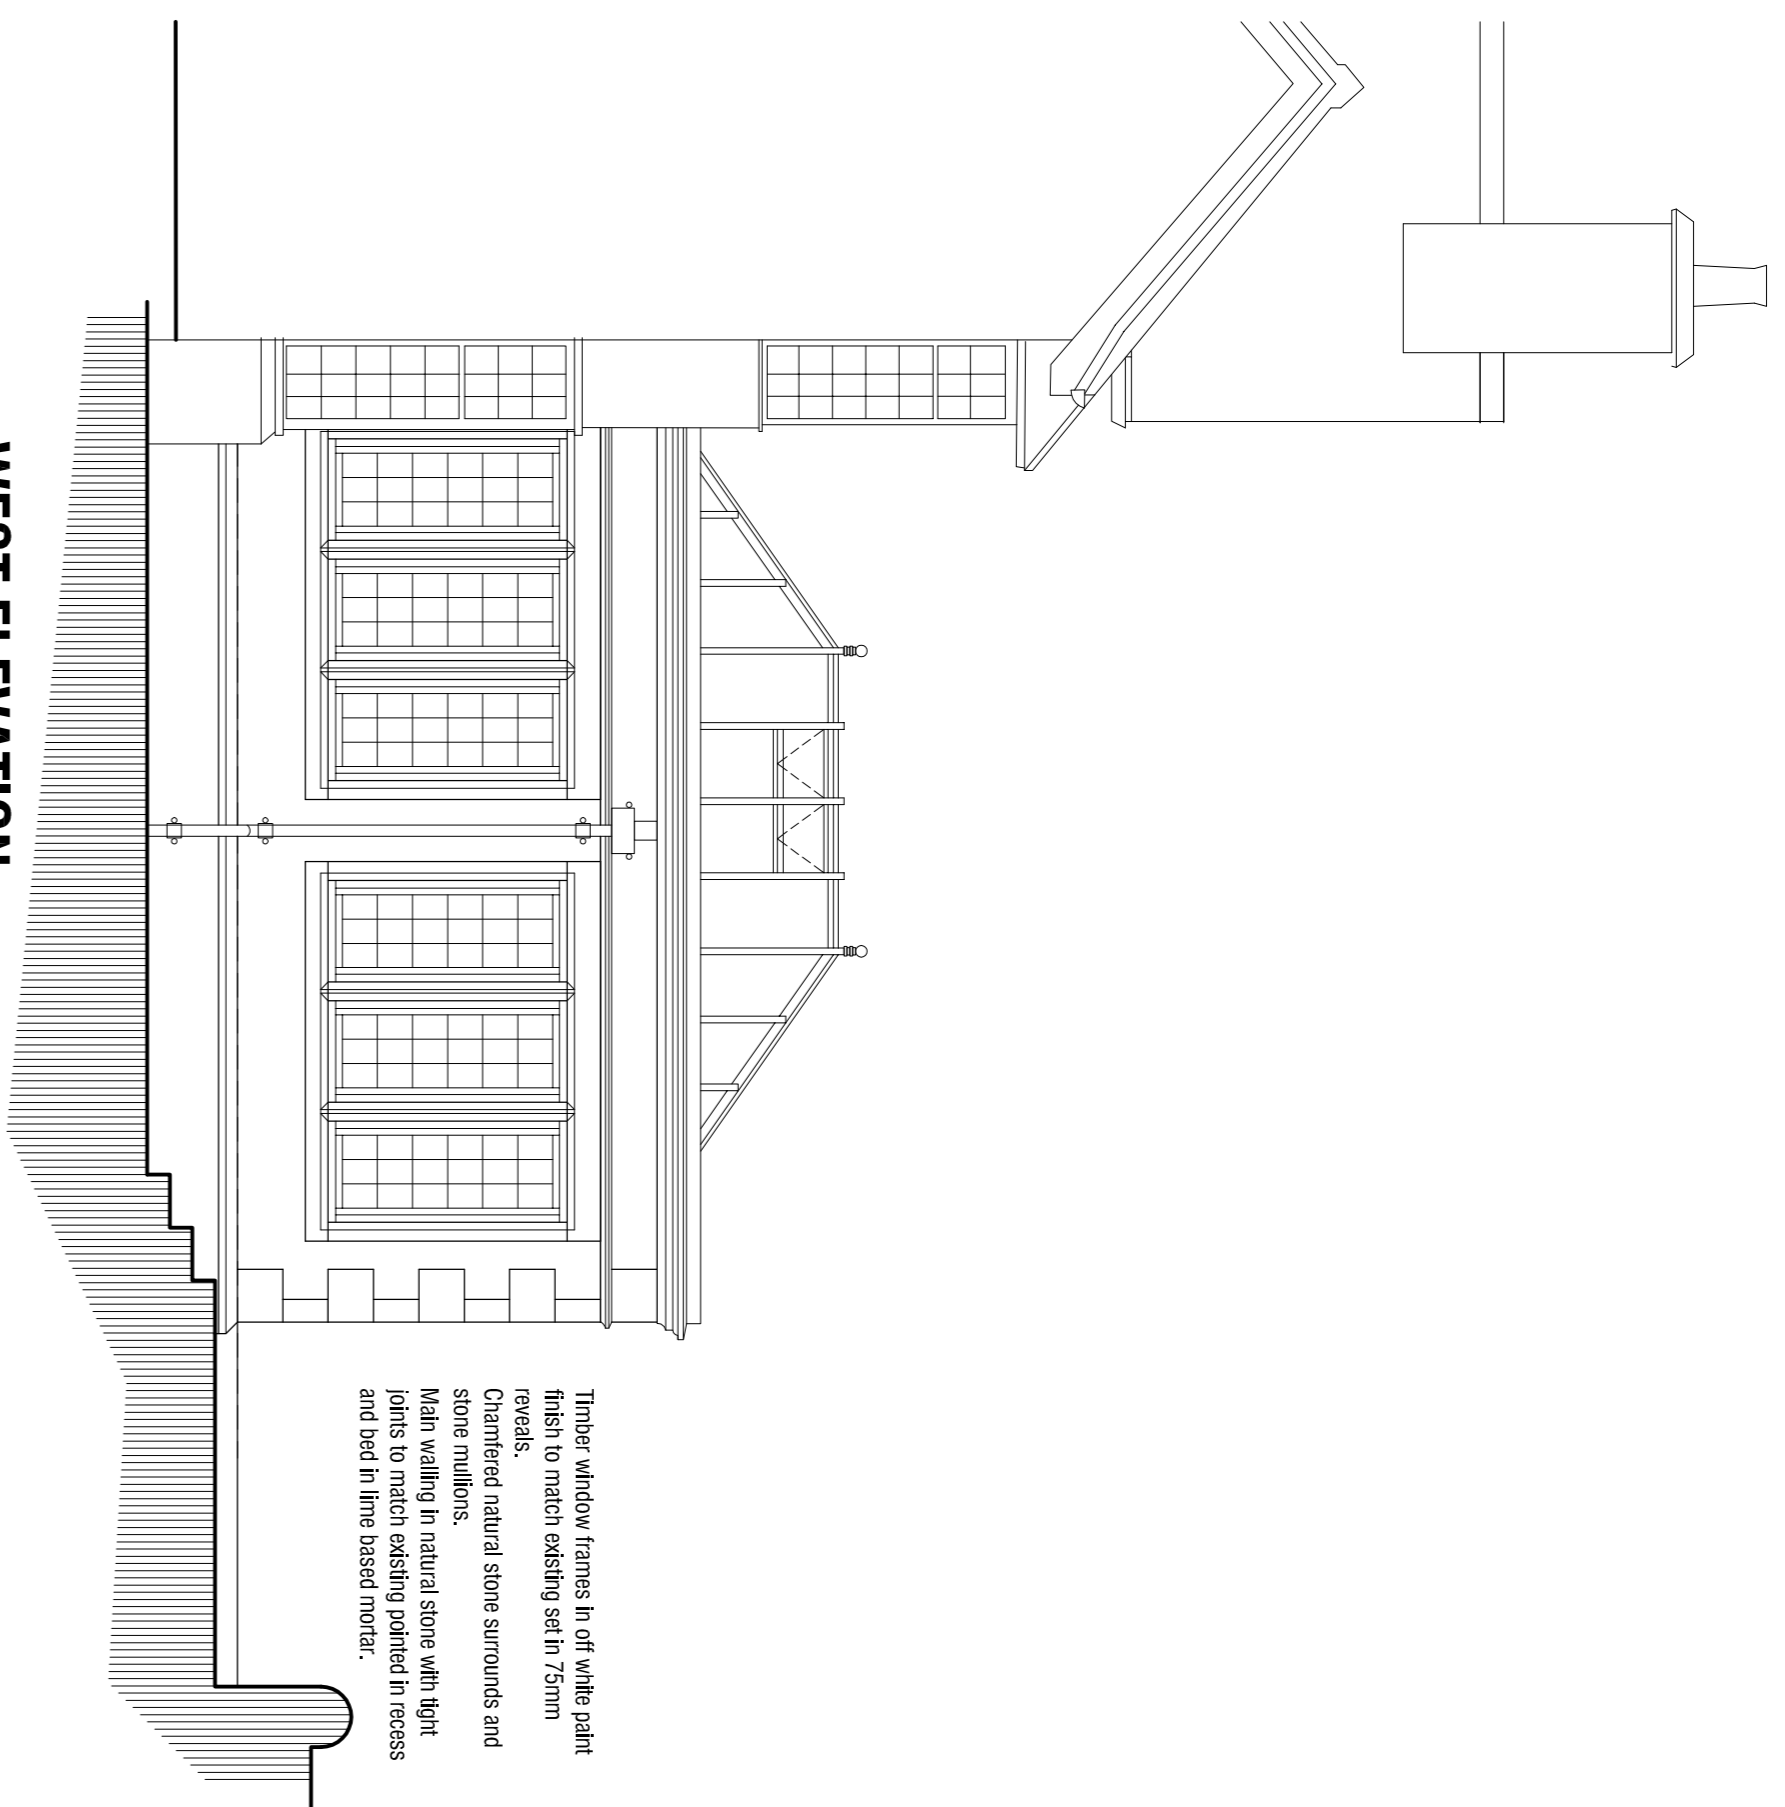 Timber window frames in off white paint
finish to match existing set in 75mm
reveals.
Chamfered natural stone surrounds and
stone mullions.
Main walling in natural stone with tight
joints to match existing pointed in recess
and bed in lime based mortar.
WEST ELEVATION